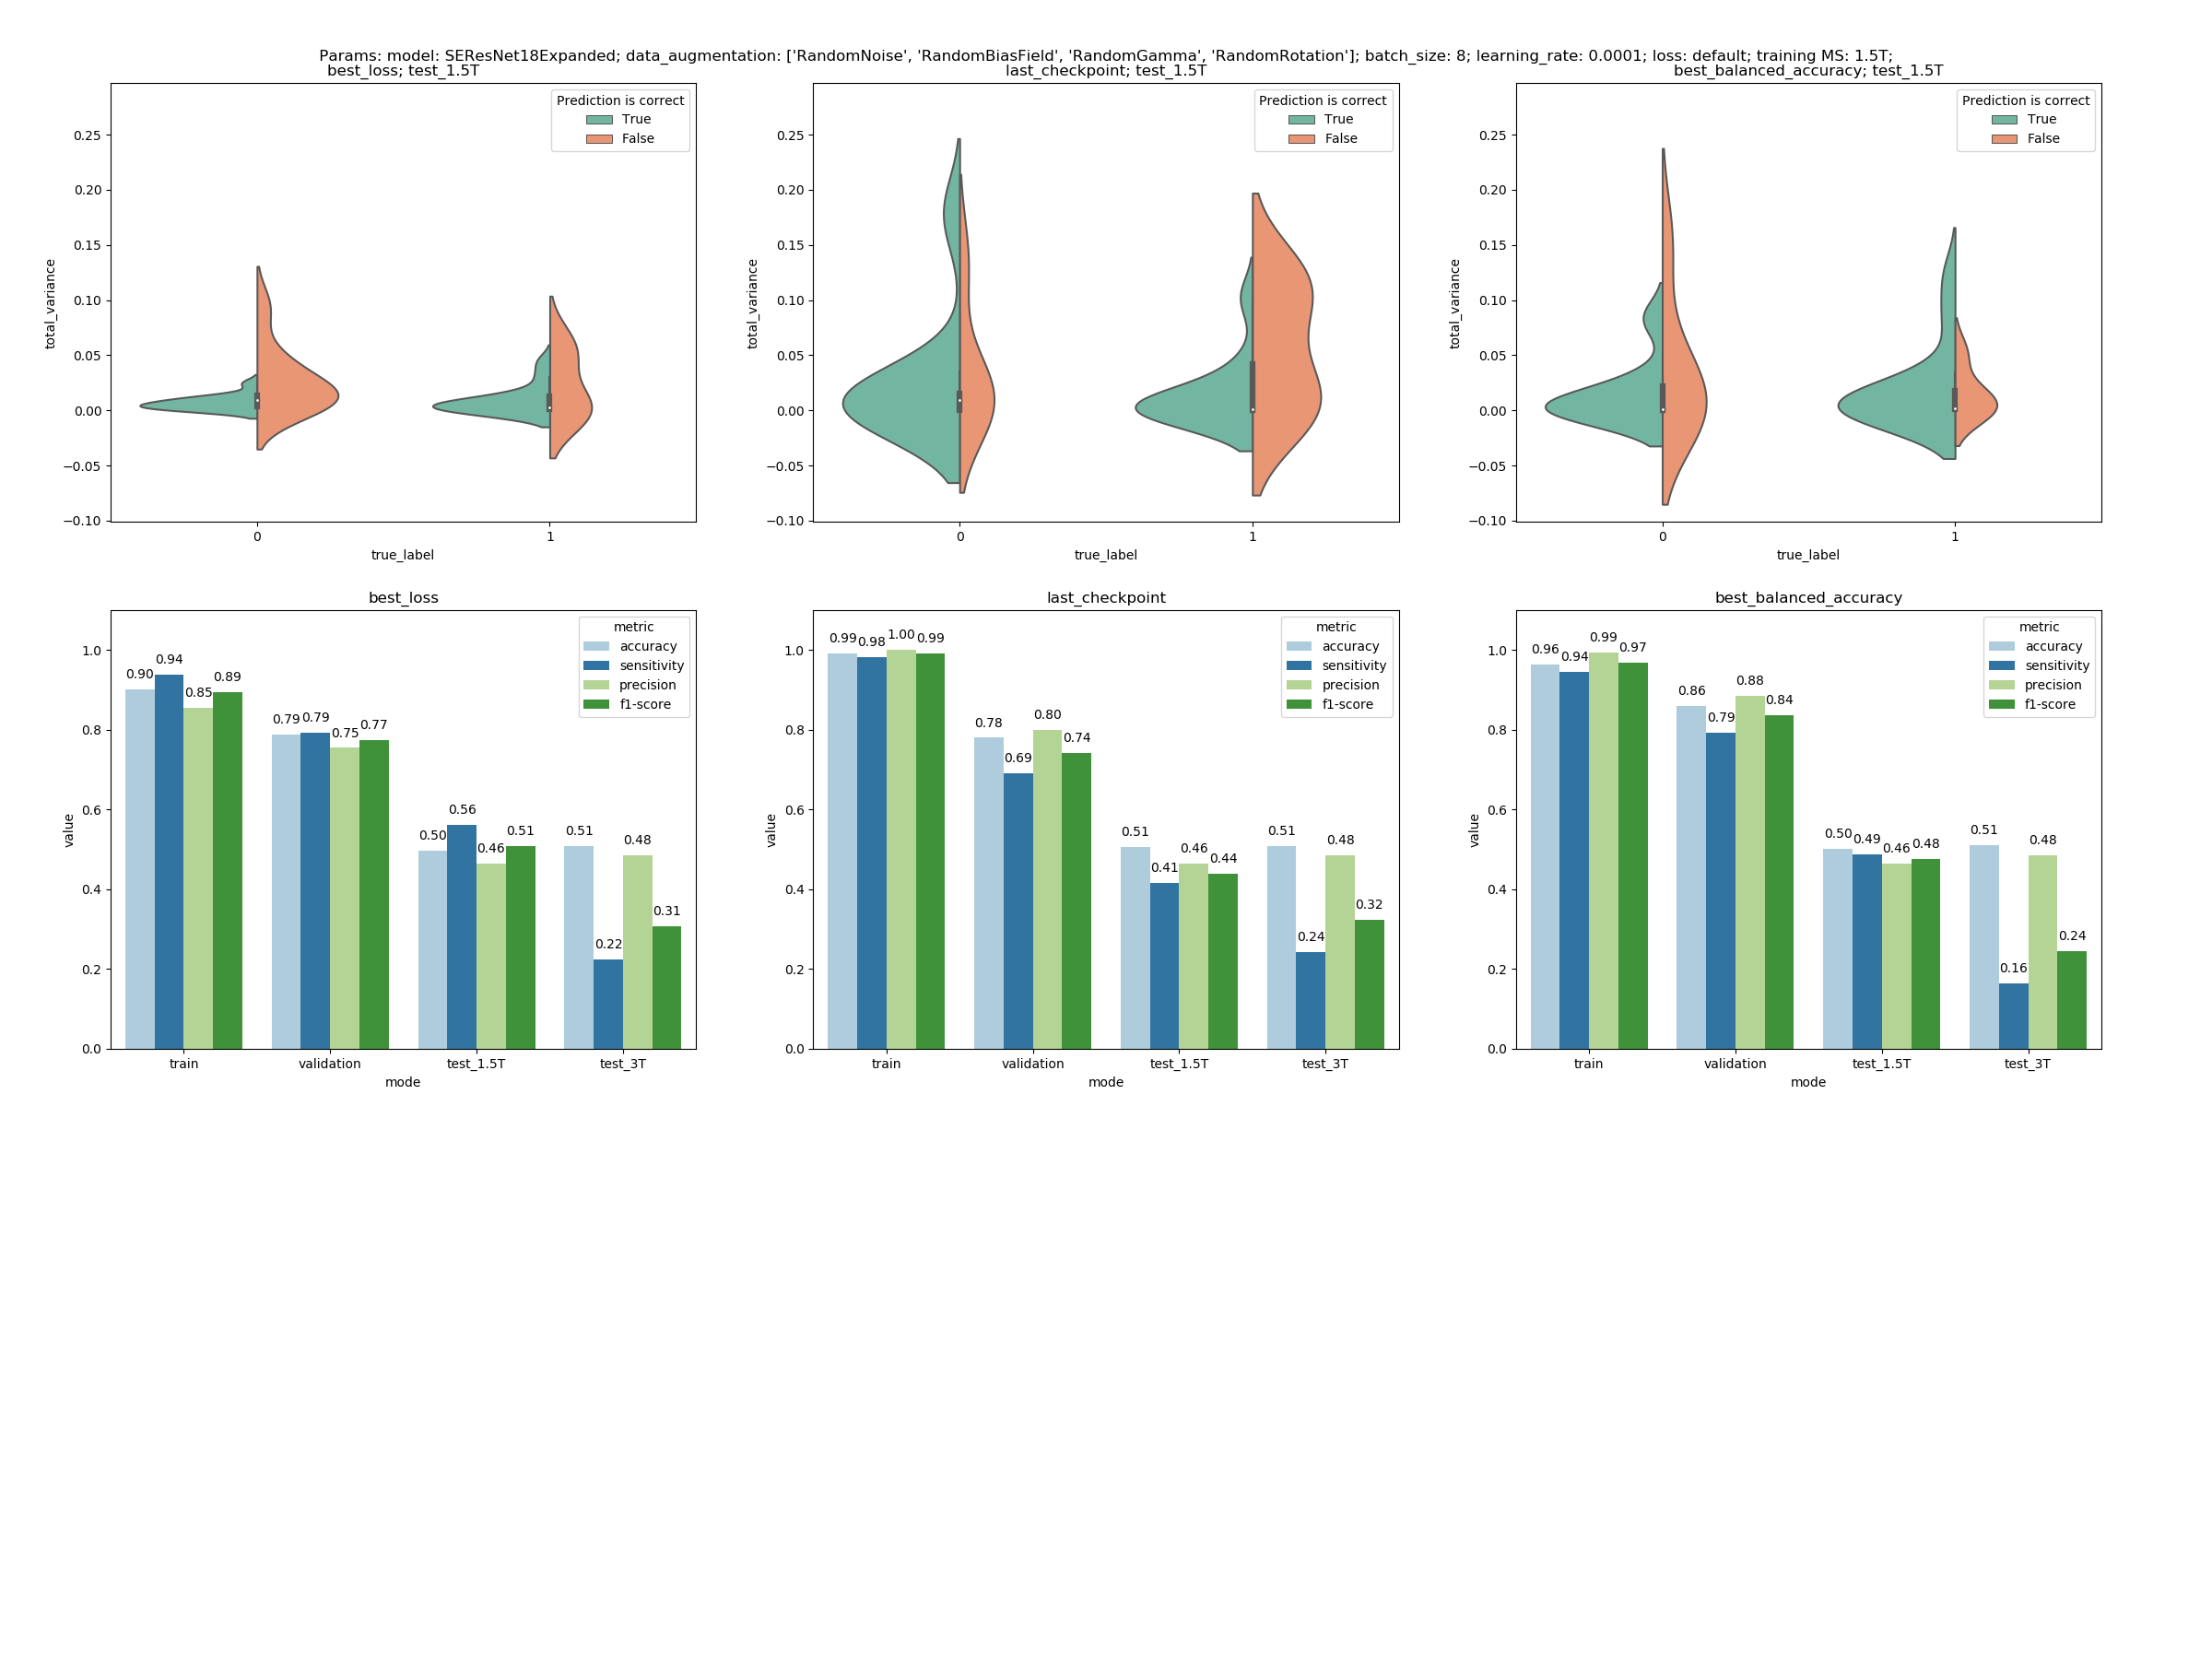 Params: model: SEResNet18Expanded; data_augmentation: ['RandomNoise', 'RandomBiasField', 'RandomGamma', 'RandomRotation']; batch_size: 8; learning_rate: 0.0001; loss: default; training MS: 1.5T;
best_loss; test_1.5T
Prediction is correct
True
False
0.25
0.20
0.15
0.10
0.05
0.00
−0.05
−0.10
total_variance
0 1
true_label
last_checkpoint; test_1.5T
Prediction is correct
True
False
0.25
0.20
0.15
0.10
0.05
0.00
−0.05
−0.10
total_variance
0 1
true_label
best_balanced_accuracy; test_1.5T
Prediction is correct
True
False
0.25
0.20
0.15
0.10
0.05
0.00
−0.05
−0.10
total_variance
0 1
true_label
best_loss
metric
accuracy
sensitivity
precision
f1-score
1.0
0.8
0.6
0.4
0.2
0.0
value
0.90 0.94 0.85 0.89
0.79 0.79 0.75 0.77
0.50 0.56 0.46 0.51
0.51 0.22 0.48 0.31
train validation test_1.5T test_3T
mode
last_checkpoint
metric
accuracy
sensitivity
precision
f1-score
1.0
0.8
0.6
0.4
0.2
0.0
value
0.99 0.98 1.00 0.99
0.78 0.69 0.80 0.74
0.51 0.41 0.46 0.44
0.51 0.24 0.48 0.32
train validation test_1.5T test_3T
mode
best_balanced_accuracy
metric
accuracy
sensitivity
precision
f1-score
1.0
0.8
0.6
0.4
0.2
0.0
value
0.96 0.94 0.99 0.97
0.86 0.79 0.88 0.84
0.50 0.49 0.46 0.48
0.51 0.16 0.48 0.24
train validation test_1.5T test_3T
mode